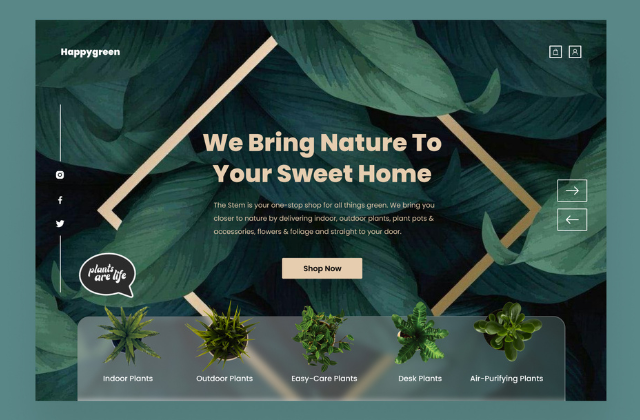 Happygreen
We Bring Nature To
Your Sweet Home
The Stem is your one-stop shop for all things green. We bring you
closer to nature by delivering indoor, outdoor plants, plant pots &
accessories, flowers & foliage and straight to your door.
Shop Now
plants
are life
Indoor Plants
Outdoor Plants
Easy-Care Plants
Desk Plants
Air-Purifying Plants